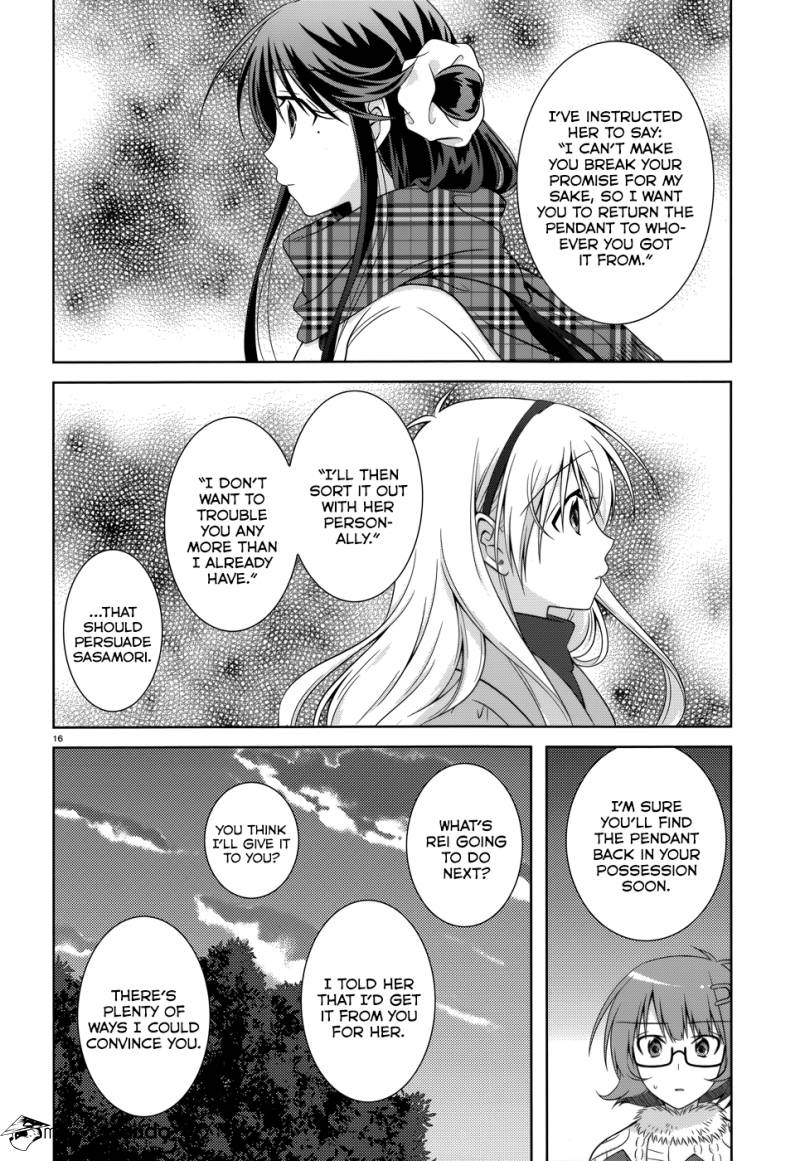 I'VE INSTRUCTED
HER TO SAY:
"I CAN'T MAKE
YOU BREAK YOUR
PROMISE FOR MY
SAKE, SO I WANT
YOU TO RETURN THE
PENDANT TO WHO-
EVER YOU GOT
IT FROM."
"I'LL THEN
SORT IT OUT
WITH HER
PERSON-
ALLY."
"I DON'T
WANT TO
TROUBLE YOU
ANY MORE THAN
I ALREADY
HAVE."
...THAT
SHOULD
PERSUADE
SASAMORI.
16
I'M SURE
YOU'LL FIND
THE PENDANT
BACK IN YOUR
POSSESSION
SOON.
WHAT'S
REI GOING
TO DO
NEXT?
YOU THINK
I'LL GIVE IT
TO YOU?
I TOLD HER
THAT I'D GET
IT FROM YOU
FOR HER.
THERE'S
PLENTY OF
WAYS I COULD
CONVINCE YOU.